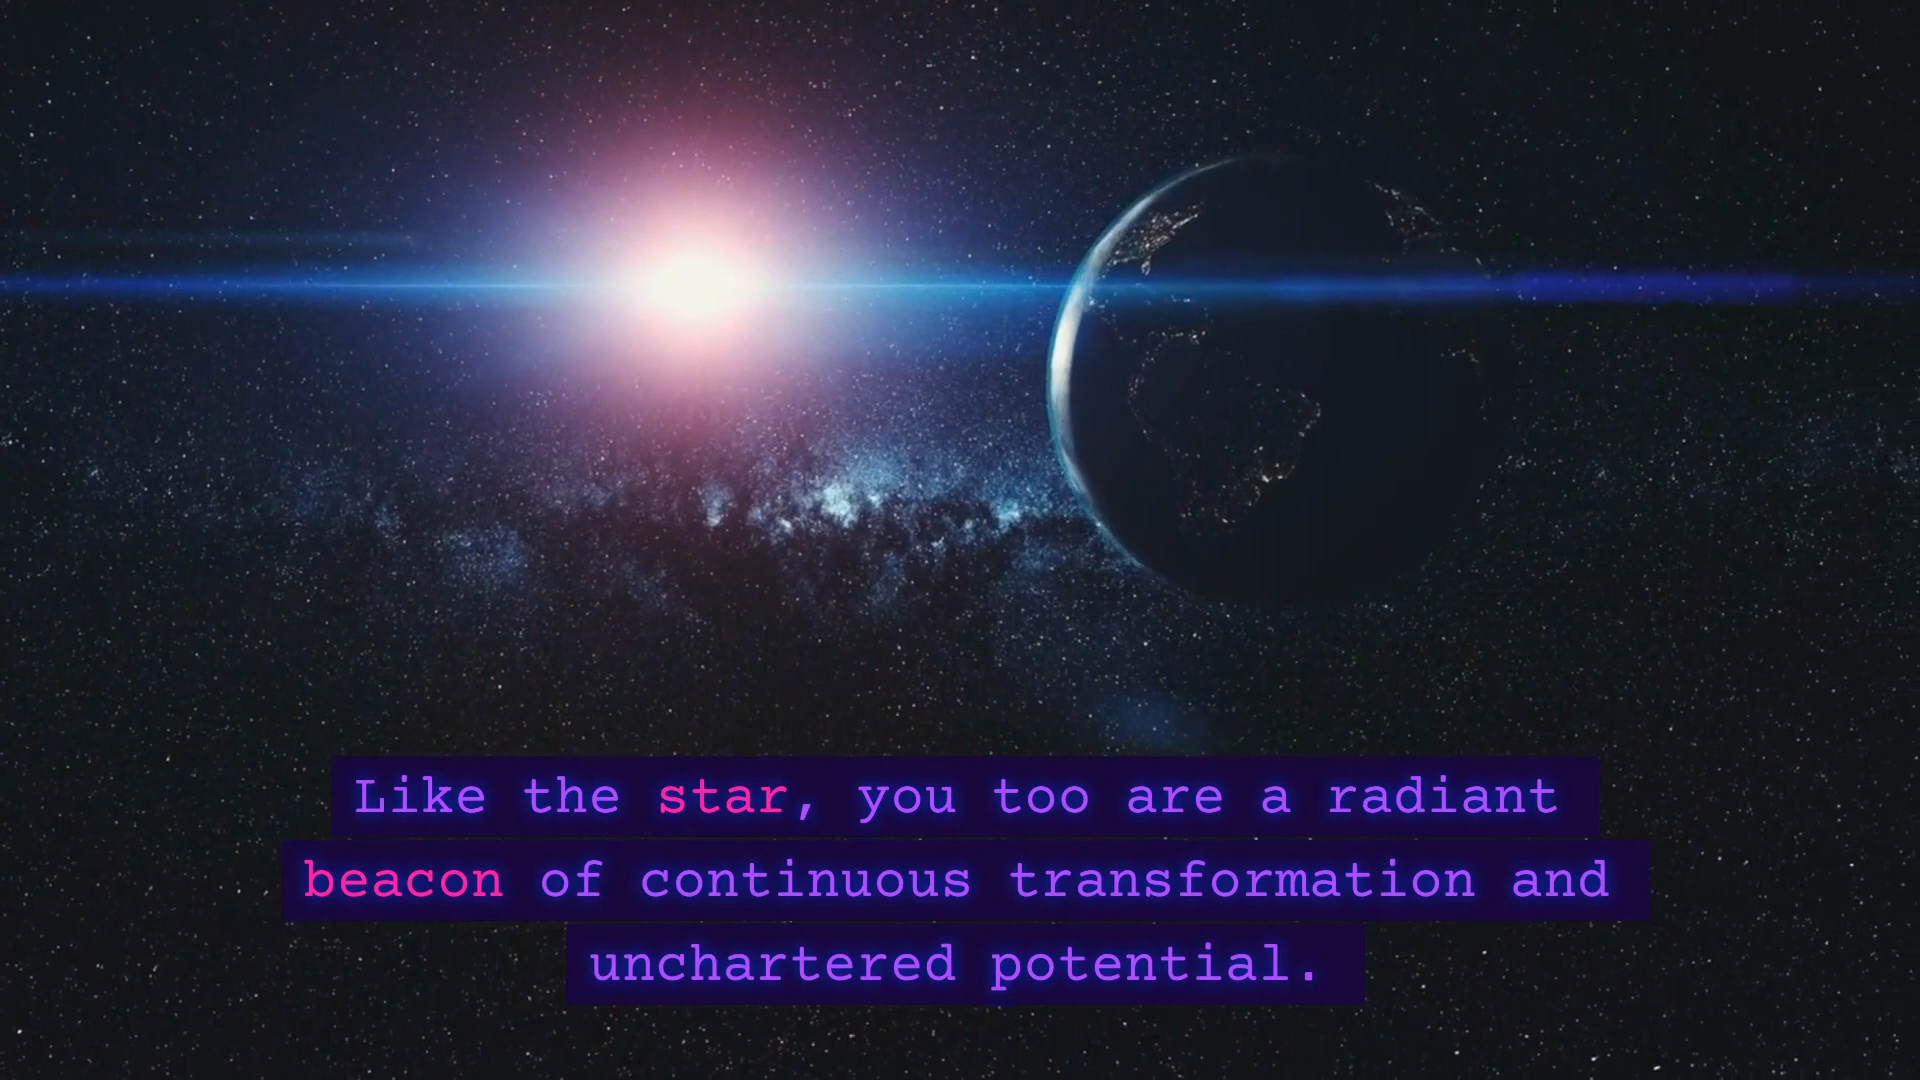 Like the star, you too are a radiant
beacon of continuous transformation and
unchartered potential.